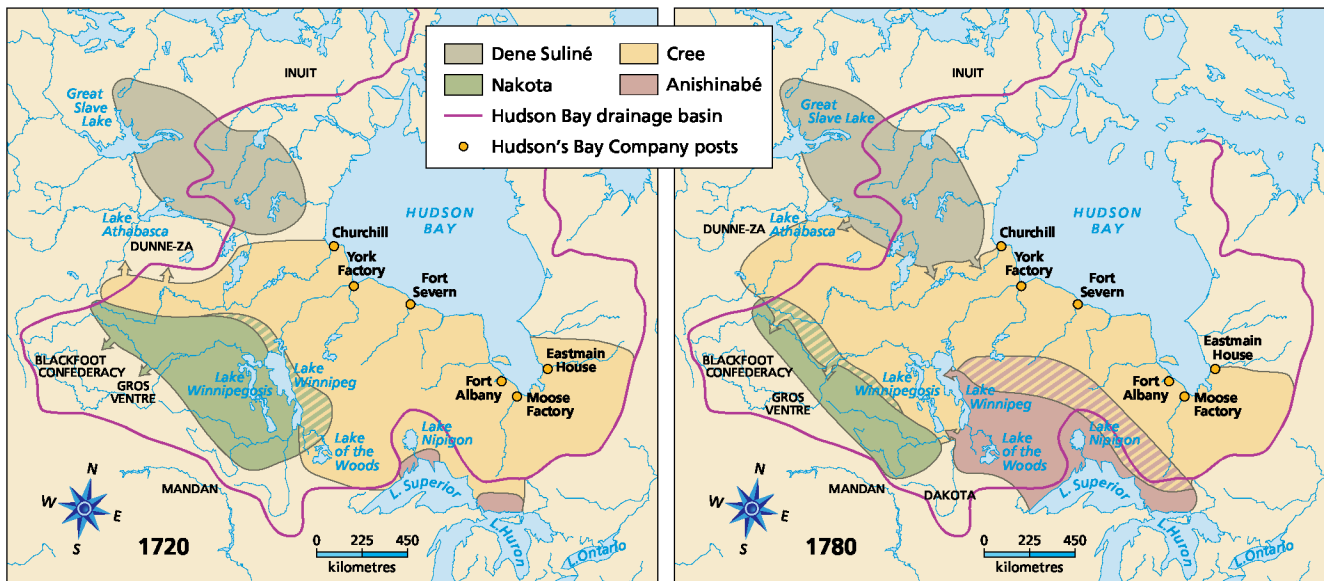 Dene Suliné
Cree
Nakota
Anishinabé
Hudson Bay drainage basin
Hudson's Bay Company posts
INUIT
Great
Slave
Lake
Lake
Athabasca
DUNNE-ZA
HUDSON
BAY
Churchill
York
Factory
Fort
Severn
BLACKFOOT
CONFEDERACY
GROS
VENTRE
Lake
Winnipegosis
Lake
Winnipeg
Eastmain
House
Fort
Albany
Moose
Factory
Lake
Nipigon
Lake
of the
Woods
MANDAN
L. Superior
L. Huron
L. Ontario
N
W
E
S
1720
0 225 450
kilometres
INUIT
Great
Slave Lake
Lake
Athabasca
DUNNE-ZA
HUDSON
BAY
Churchill
York
Factory
Fort
Severn
BLACKFOOT
CONFEDERACY
GROS
VENTRE
Lake
Winnipegosis
Lake
Winnipeg
Eastmain
House
Fort
Albany
Moose
Factory
Lake
Nipigon
Lake
of the
Woods
MANDAN
DAKOTA
L. Superior
L. Huron
L. Ontario
N
W
E
S
1780
0 225 450
kilometres